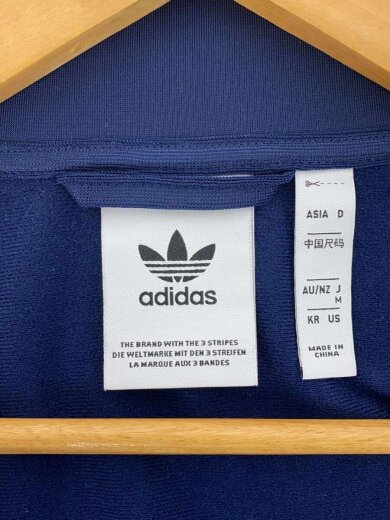 adidas
THE BRAND WITH THE 3 STRIPES
DIE WELTMARKE MIT DEN 3 STREIFEN
LA MARQUE AUX 3 BANDES
ASIA D
中国尺码
AU/NZ J
M
KR US
MADE IN
CHINA